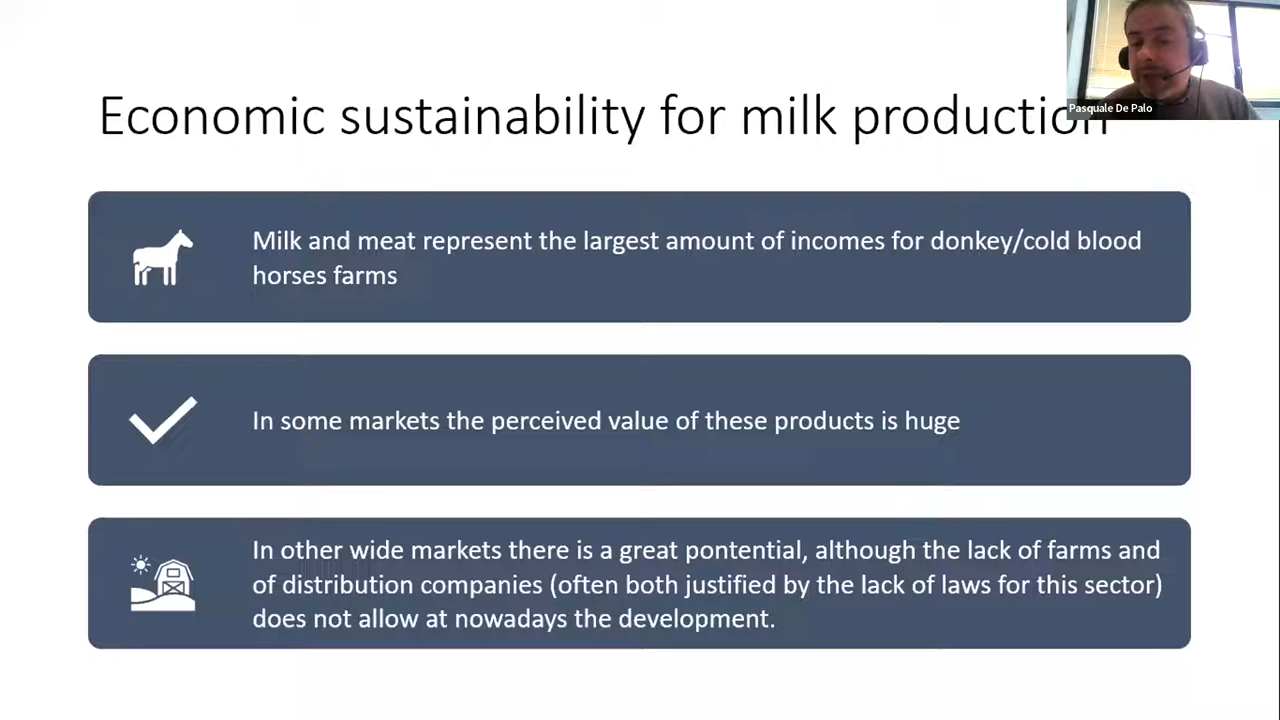 Economic sustainability for milk production
Pasquale De Palo
Milk and meat represent the largest amount of incomes for donkey/cold blood
horses farms
In some markets the perceived value of these products is huge
In other wide markets there is a great pontential, although the lack of farms and
of distribution companies (often both justified by the lack of laws for this sector)
does not allow at nowadays the development.